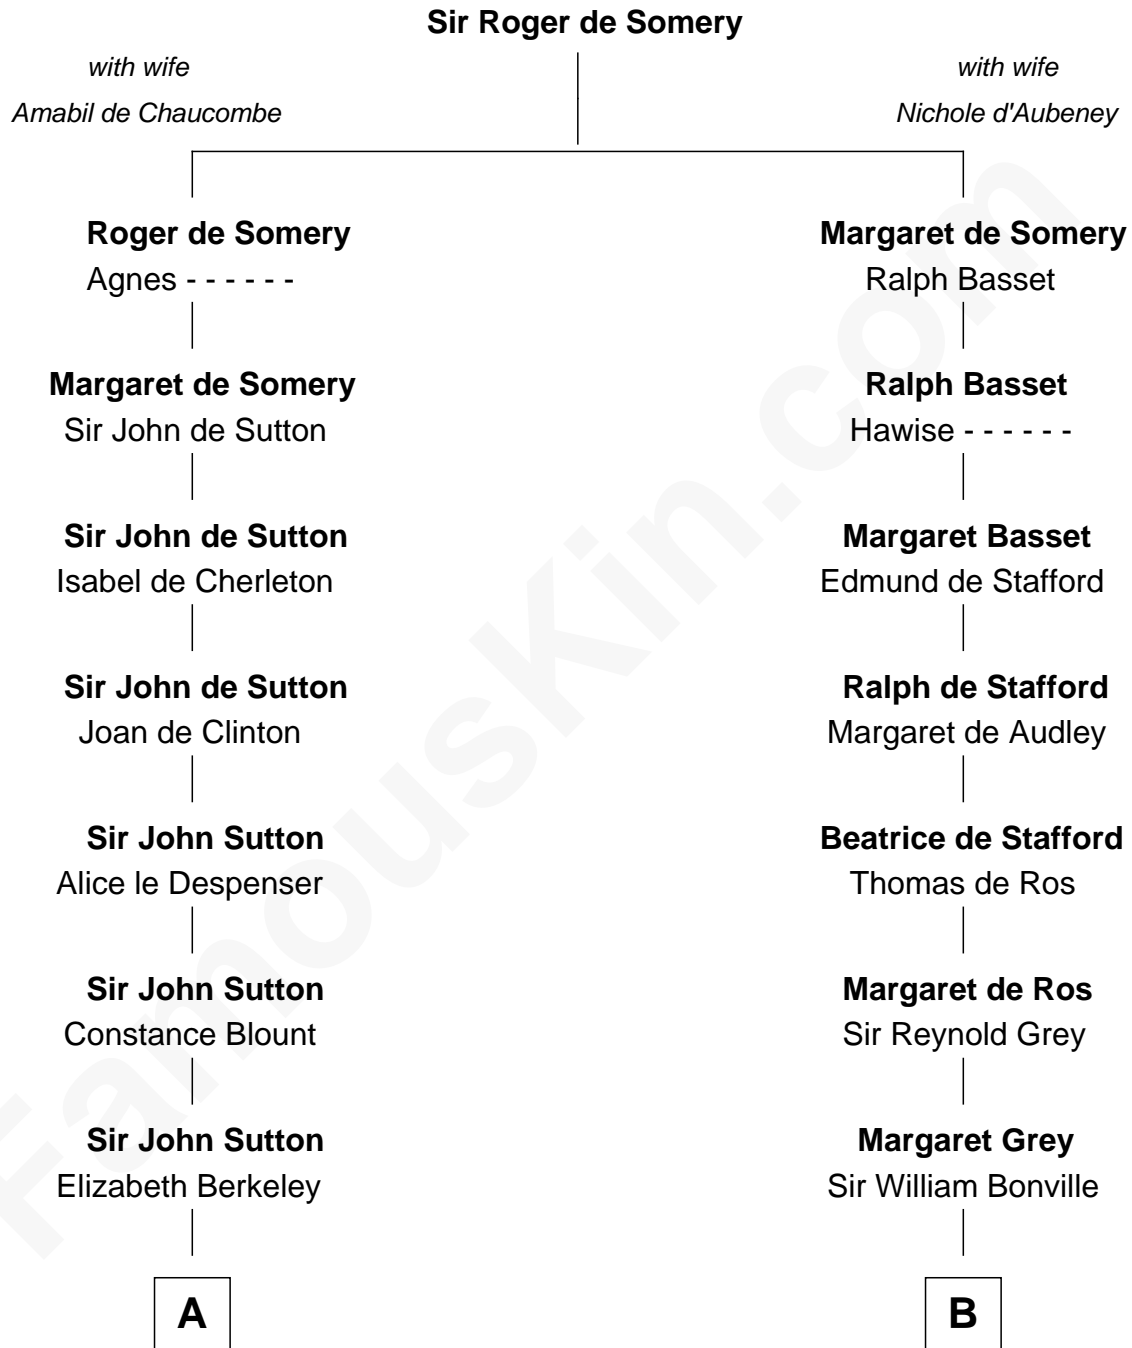 Sir Roger de Somery
with wife
Amabil de Chaucombe
with wife
Nichole d'Aubeney
Roger de Somery
Agnes - - - - - -
Margaret de Somery
Ralph Basset
Margaret de Somery
Sir John de Sutton
Ralph Basset
Hawise - - - - - -
Sir John de Sutton
Isabel de Cherleton
Margaret Basset
Edmund de Stafford
Sir John de Sutton
Joan de Clinton
Ralph de Stafford
Margaret de Audley
Sir John Sutton
Alice le Despenser
Beatrice de Stafford
Thomas de Ros
Sir John Sutton
Constance Blount
Margaret de Ros
Sir Reynold Grey
Sir John Sutton
Elizabeth Berkeley
Margaret Grey
Sir William Bonville
A
B
FamousKin.com